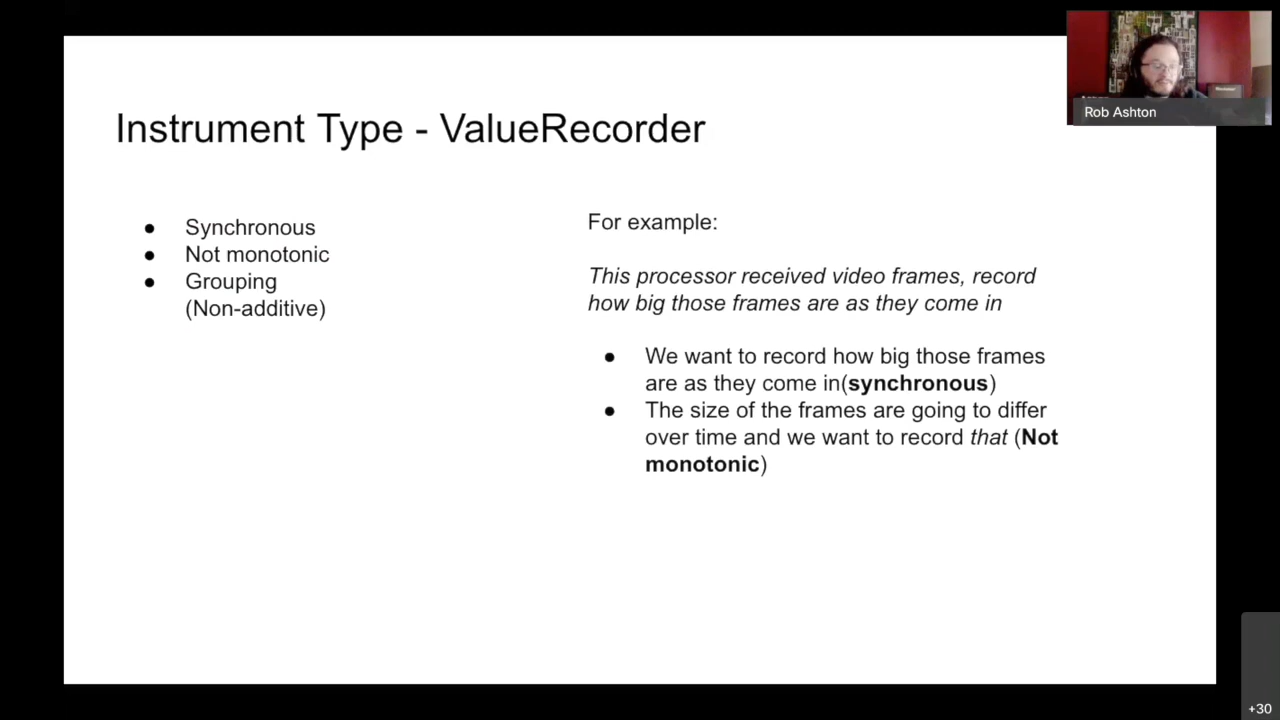 Rob Ashton
Instrument Type - ValueRecorder
● Synchronous
● Not monotonic
● Grouping
(Non-additive)
For example:
This processor received video frames, record
how big those frames are as they come in
● We want to record how big those frames
are as they come in(synchronous)
● The size of the frames are going to differ
over time and we want to record that (Not
monotonic)
+30